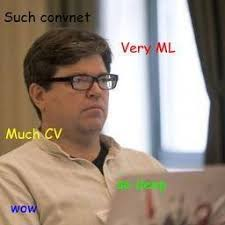 Such convnet
Very ML
Much CV
so deep
wow